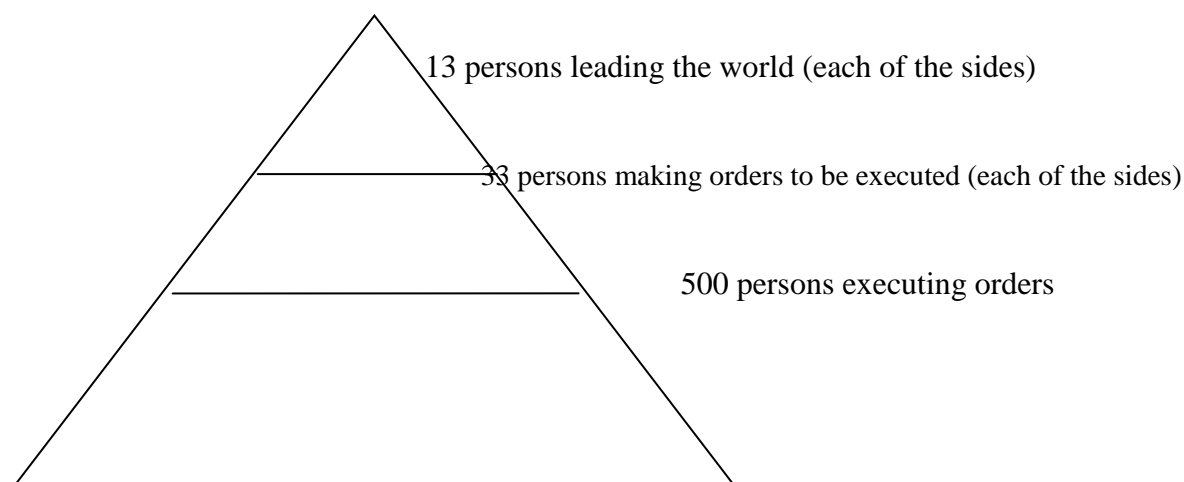 13 persons leading the world (each of the sides)
33 persons making orders to be executed (each of the sides)
500 persons executing orders